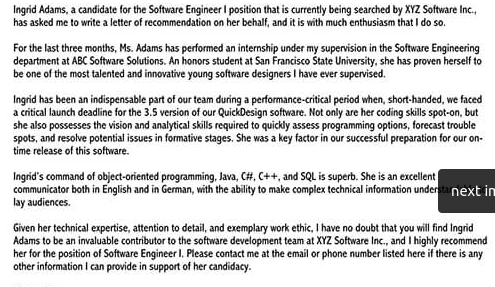 Ingrid Adams, a candidate for the Software Engineer I position that is currently being searched by XYZ Software Inc.,
has asked me to write a letter of recommendation on her behalf, and it is with much enthusiasm that I do so.
For the last three months, Ms. Adams has performed an internship under my supervision in the Software Engineering
department at ABC Software Solutions. An honors student at San Francisco State University, she has proven herself to
be one of the most talented and innovative young software designers I have ever supervised.
Ingrid has been an indispensable part of our team during a performance-critical period when, short-handed, we faced
a critical launch deadline for the 3.5 version of our QuickDesign software. Not only are her coding skills spot-on, but
she also possesses the vision and analytical skills required to quickly assess programming options, forecast trouble
spots, and resolve potential issues in formative stages. She was a key factor in our successful preparation for our on-
time release of this software.
Ingrid's command of object-oriented programming, Java, C#, C++, and SQL is superb. She is an excellent
communicator both in English and in German, with the ability to make complex technical information
next in
lay audiences.
Given her technical expertise, attention to detail, and exemplary work ethic, I have no doubt that you will find Ingrid
Adams to be an invaluable contributor to the software development team at XYZ Software Inc., and I highly recommend
her for the position of Software Engineer I. Please contact me at the email or phone number listed here if there is any
other information I can provide in support of her candidacy.